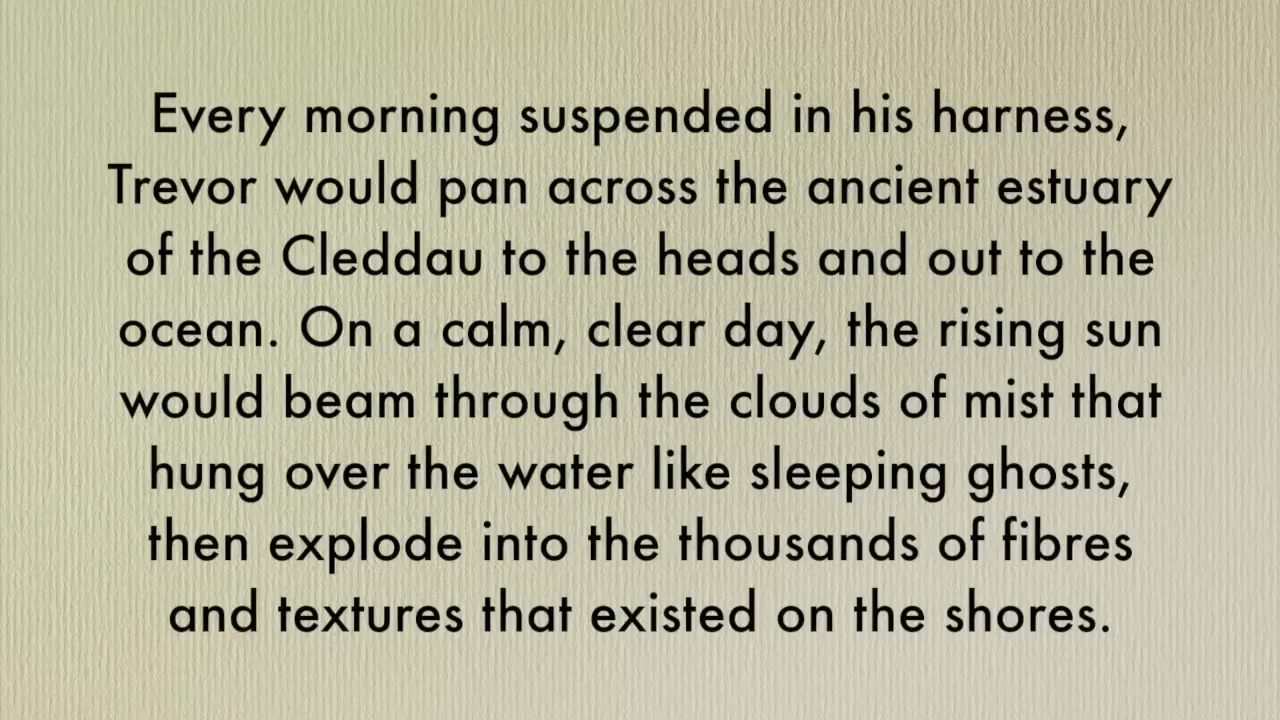 Every morning suspended in his harness,
Trevor would pan across the ancient estuary
of the Cleddau to the heads and out to the
ocean. On a calm, clear day, the rising sun
would beam through the clouds of mist that
hung over the water like sleeping ghosts,
then explode into the thousands of fibres
and textures that existed on the shores.